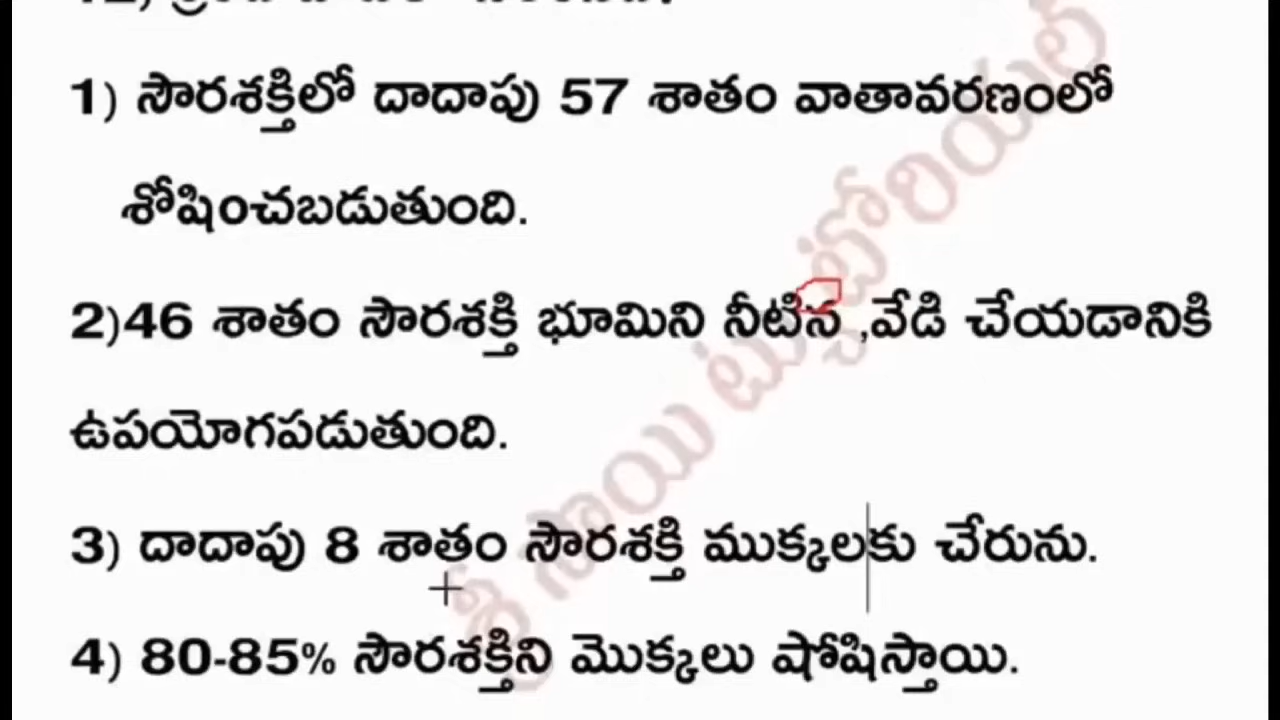 1) సౌరశక్తిలో దాదాపు 57 శాతం వాతావరణంలో
శోషించబడుతుంది.
2)46 శాతం సౌరశక్తి భూమిని నీటిన ,వేడి చేయడానికి
ఉపయోగపడుతుంది.
3) దాదాపు 8 శాతం సౌరశక్తి ముక్కలకు చేరును.
4) 80-85% సౌరశక్తిని మొక్కలు షోషిస్తాయి.
శ్రీ సాయి ట్యుటోరియల్